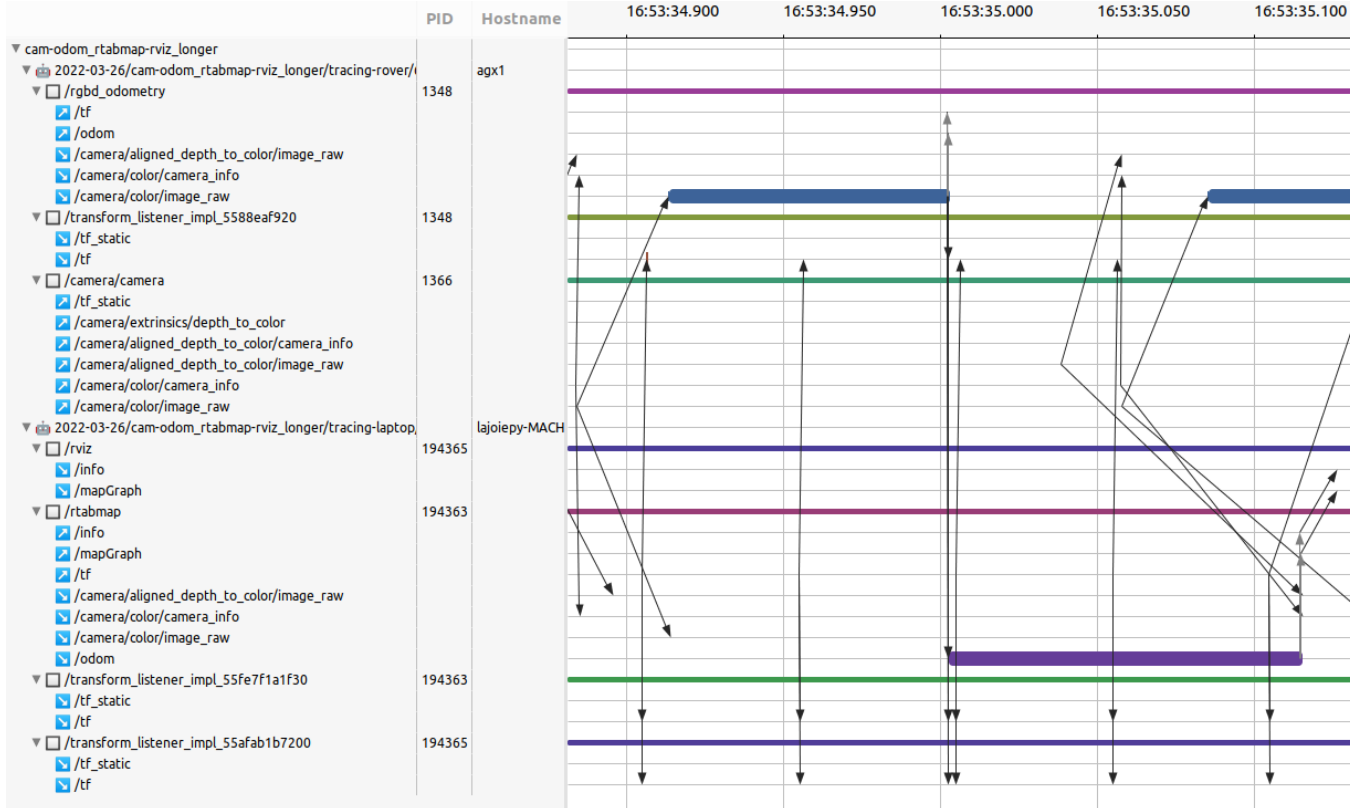 PID Hostname 16:53:34.900 16:53:34.950 16:53:35.000 16:53:35.050 16:53:35.100
cam-odom_rtabmap-rviz_longer
2022-03-26/cam-odom_rtabmap-rviz_longer/tracing-rover/ agx1
/rgbd_odometry 1348
/tf
/odom
/camera/aligned_depth_to_color/image_raw
/camera/color/camera_info
/camera/color/image_raw
/transform_listener_impl_5588eaf920 1348
/tf_static
/tf
/camera/camera 1366
/tf_static
/camera/extrinsics/depth_to_color
/camera/aligned_depth_to_color/camera_info
/camera/aligned_depth_to_color/image_raw
/camera/color/camera_info
/camera/color/image_raw
2022-03-26/cam-odom_rtabmap-rviz_longer/tracing-laptop, lajoiepy-MACH
/rviz 194365
/info
/mapGraph
/rtabmap 194363
/info
/mapGraph
/tf
/camera/aligned_depth_to_color/image_raw
/camera/color/camera_info
/camera/color/image_raw
/odom
/transform_listener_impl_55fe7f1a1f30 194363
/tf_static
/tf
/transform_listener_impl_55afab1b7200 194365
/tf_static
/tf